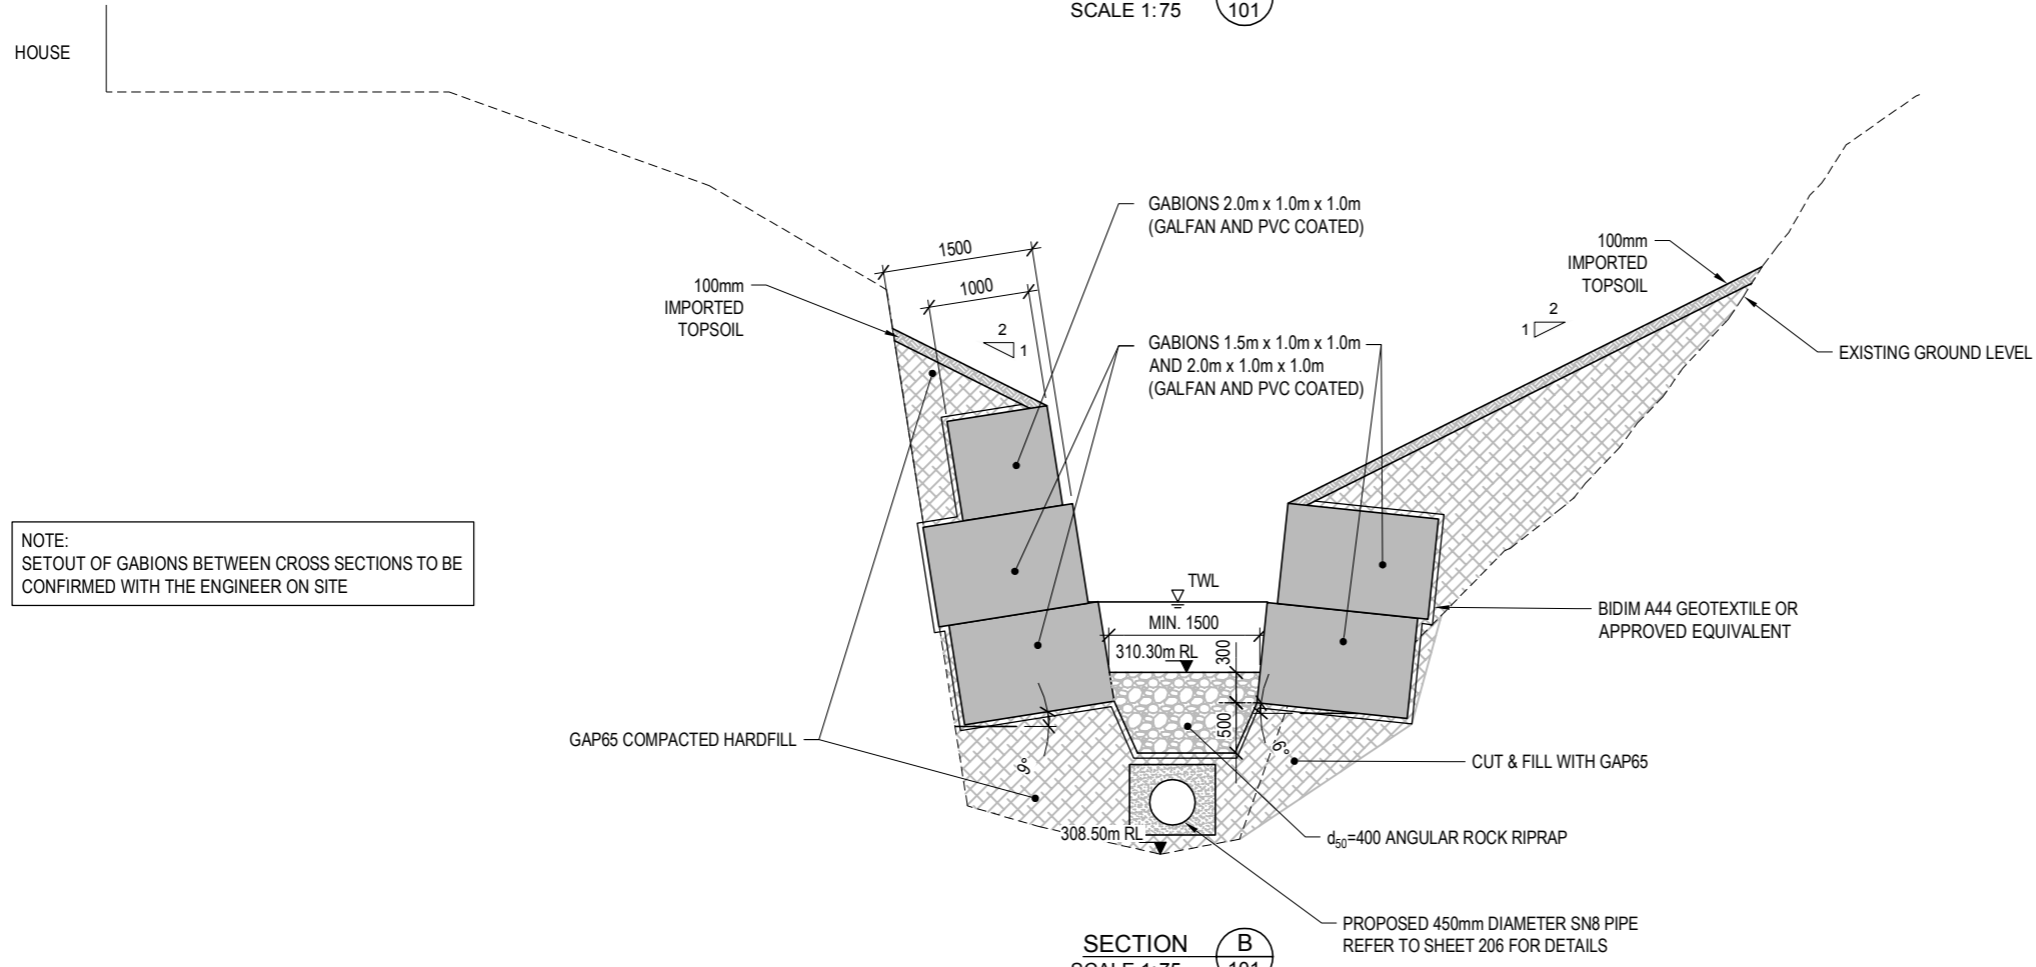 SCALE 1:75
101
HOUSE
GABIONS 2.0m x 1.0m x 1.0m
(GALFAN AND PVC COATED)
1500
1000
100mm
IMPORTED
TOPSOIL
2
1
100mm
IMPORTED
TOPSOIL
2
1
GABIONS 1.5m x 1.0m x 1.0m
AND 2.0m x 1.0m x 1.0m
(GALFAN AND PVC COATED)
EXISTING GROUND LEVEL
NOTE:
SETOUT OF GABIONS BETWEEN CROSS SECTIONS TO BE
CONFIRMED WITH THE ENGINEER ON SITE
TWL
MIN. 1500
310.30m RL
300
500
BIDIM A44 GEOTEXTILE OR
APPROVED EQUIVALENT
GAP65 COMPACTED HARDFILL
9°
6°
CUT & FILL WITH GAP65
308.50m RL
d50=400 ANGULAR ROCK RIPRAP
PROPOSED 450mm DIAMETER SN8 PIPE
REFER TO SHEET 206 FOR DETAILS
SECTION B
SCALE 1:75 101